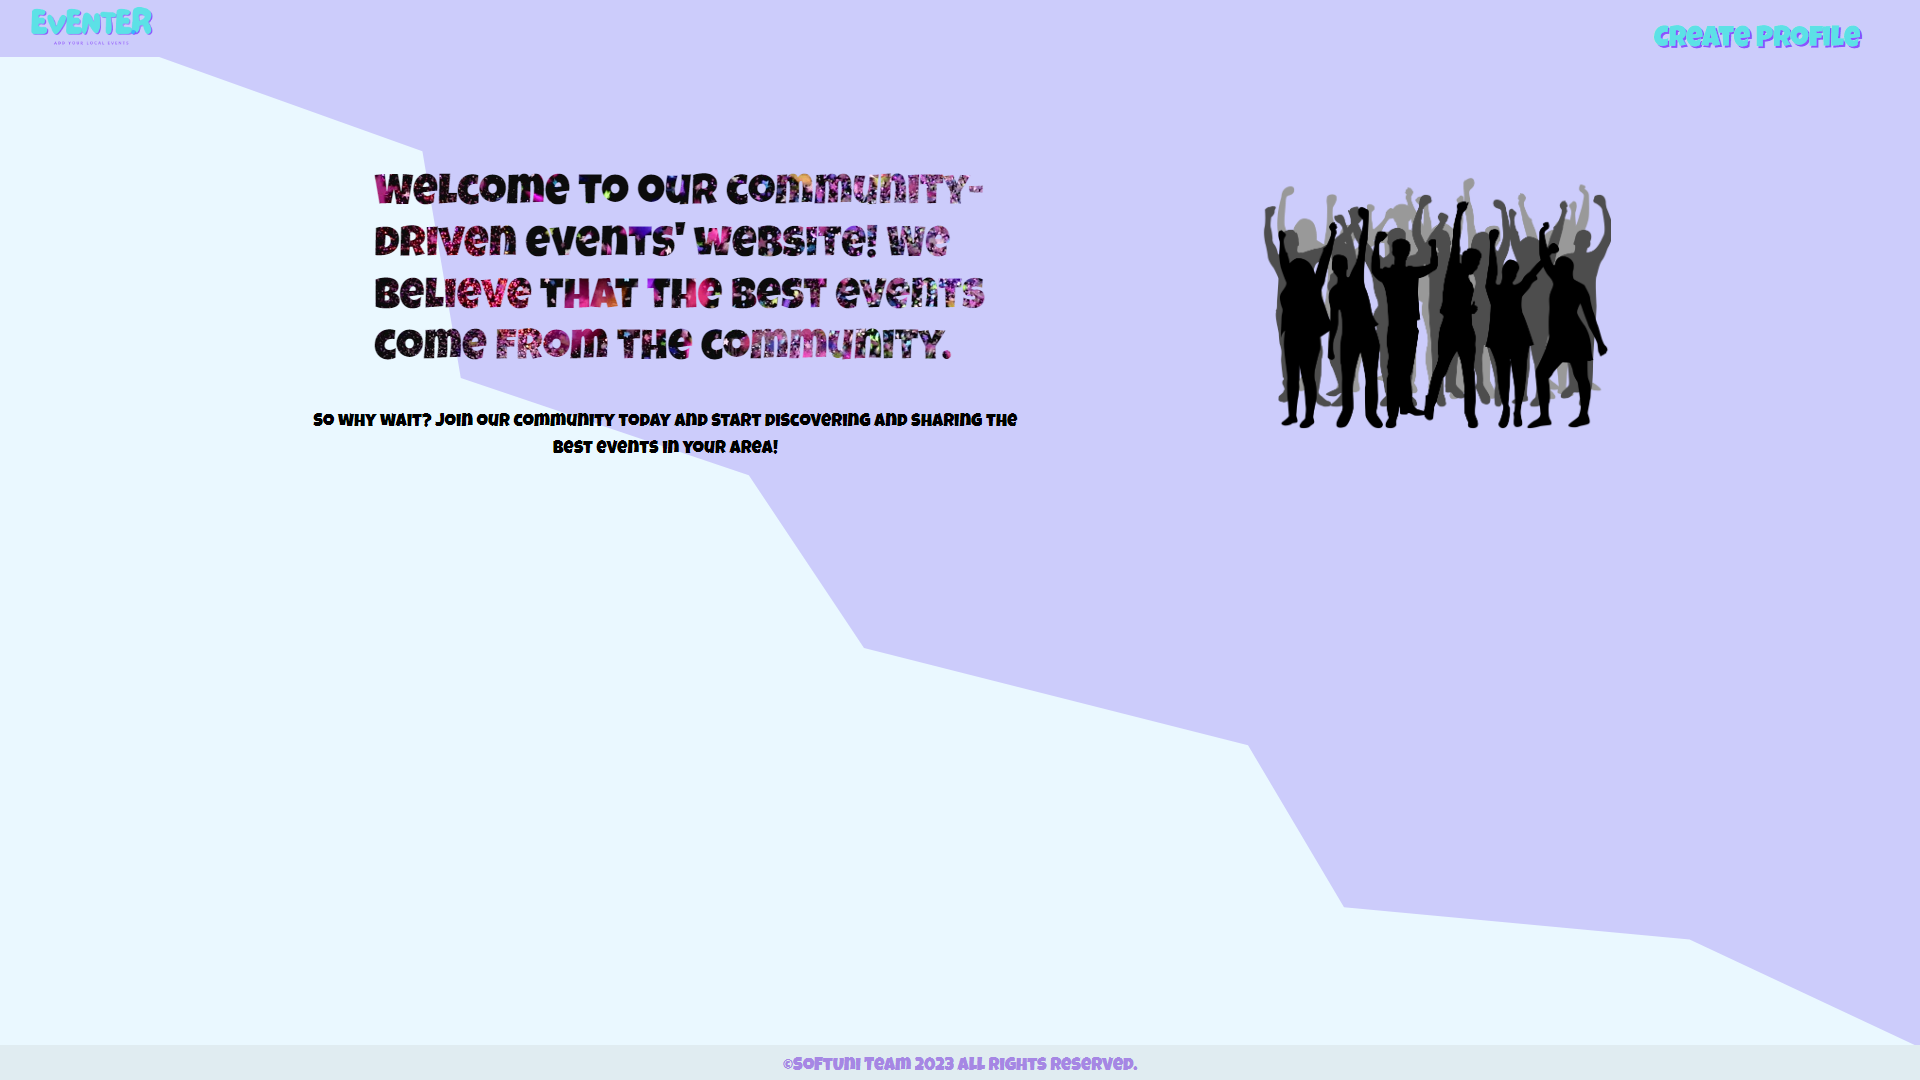 EVENTER
ADD YOUR LOCAL EVENTS
Create Profile
Welcome to our community-
driven events' website! We
believe that the best events
come from the community.
So why wait? Join our community today and start discovering and sharing the
best events in your area!
©SoftUni Team 2023 All Rights Reserved.